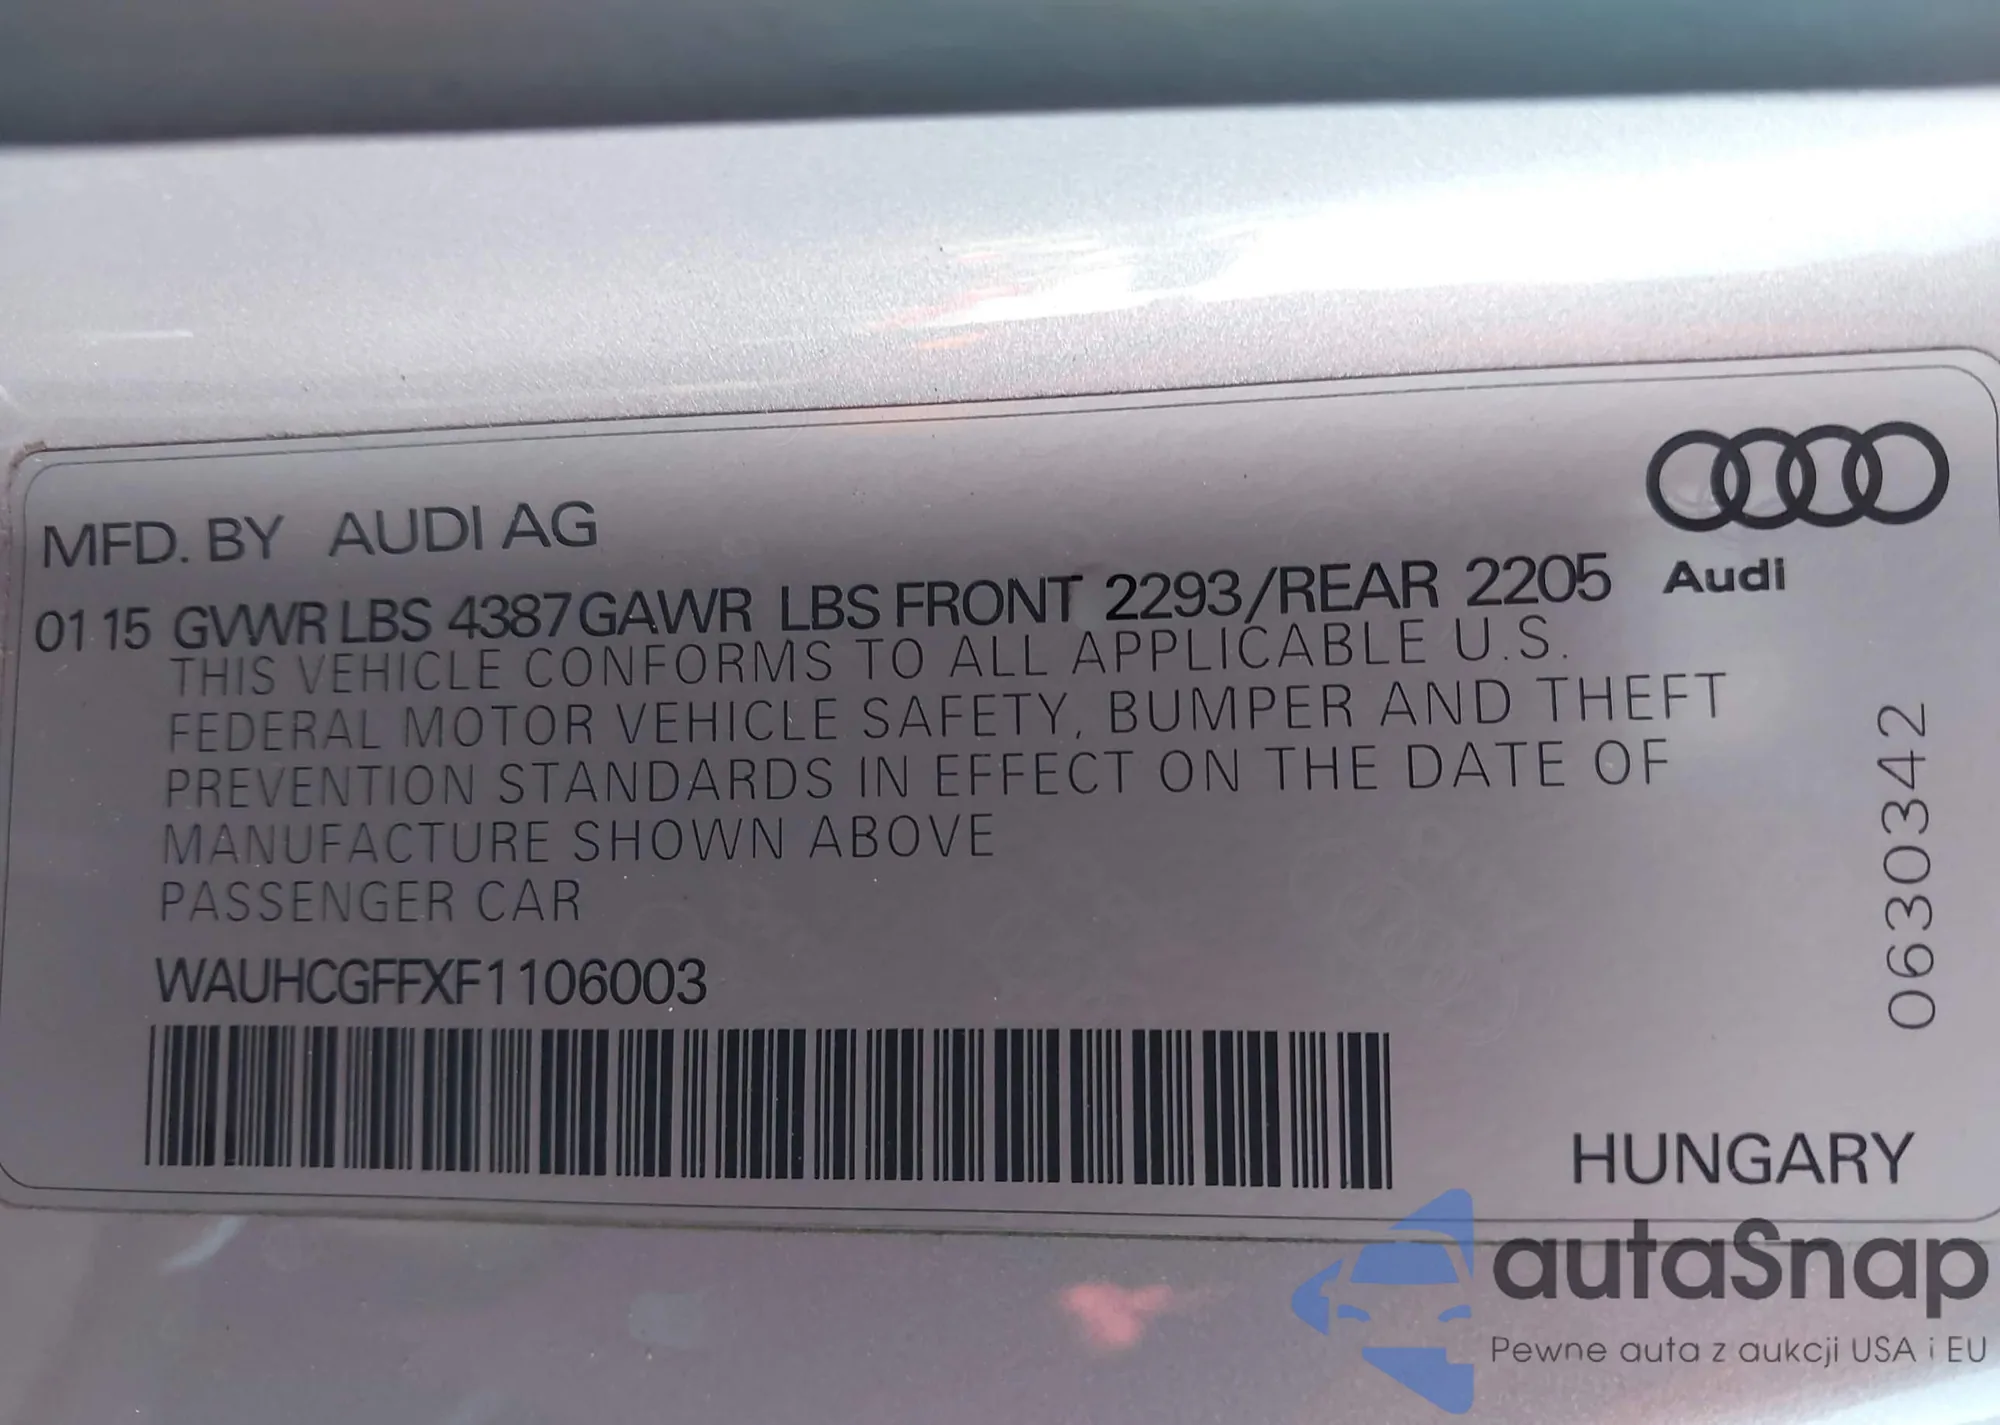 MFD. BY AUDI AG
01 15 GVWR LBS 4387 GAWR LBS FRONT 2293/REAR 2205
Audi
THIS VEHICLE CONFORMS TO ALL APPLICABLE U.S.
FEDERAL MOTOR VEHICLE SAFETY, BUMPER AND THEFT
PREVENTION STANDARDS IN EFFECT ON THE DATE OF
MANUFACTURE SHOWN ABOVE
PASSENGER CAR
WAUHCGFFXF1106003
0630342
HUNGARY
autaSnap
Pewne auta z aukcji USA i EU